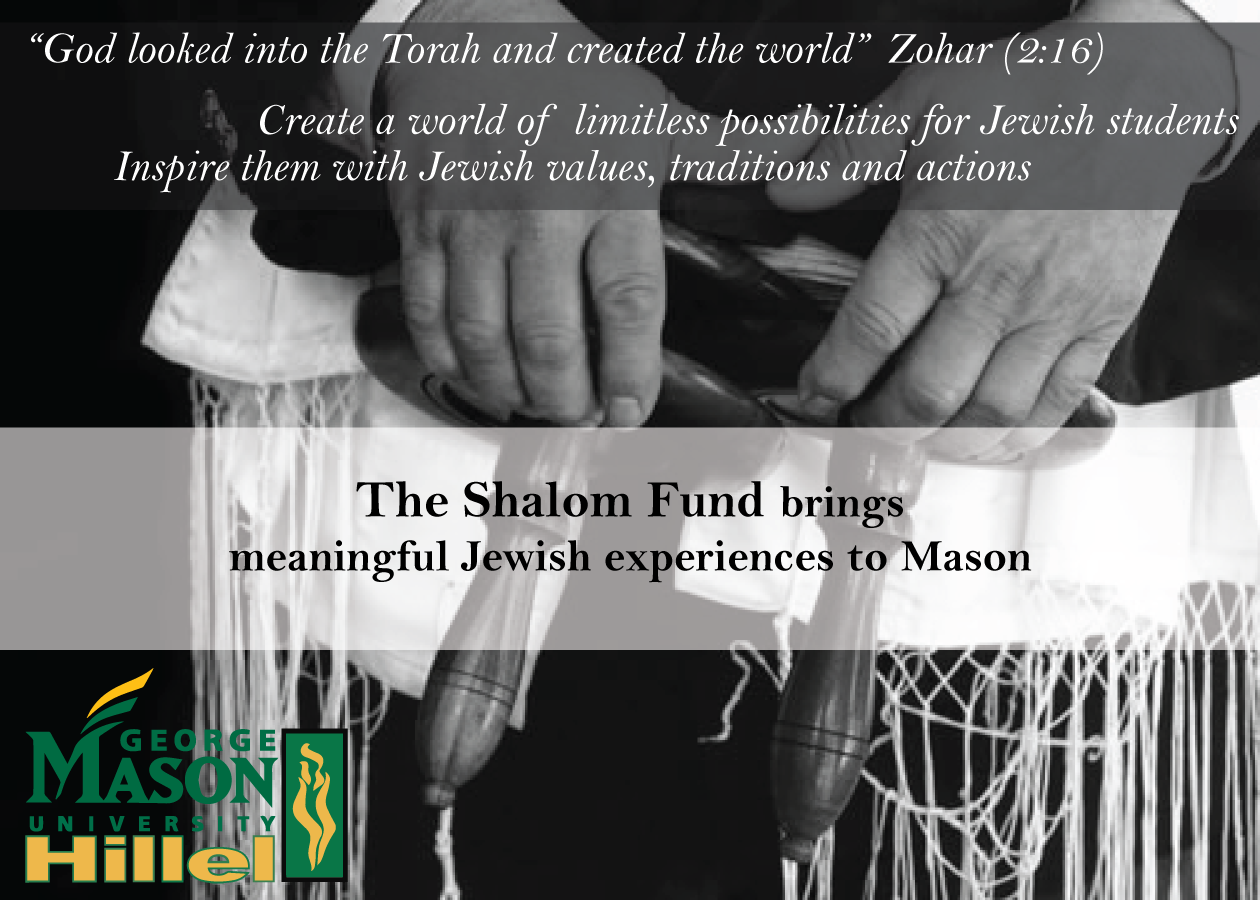 “God looked into the Torah and created the world” Zohar (2:16)
Create a world of limitless possibilities for Jewish students
Inspire them with Jewish values, traditions and actions
The Shalom Fund brings
meaningful Jewish experiences to Mason
GEORGE
MASON
UNIVERSITY
Hillel